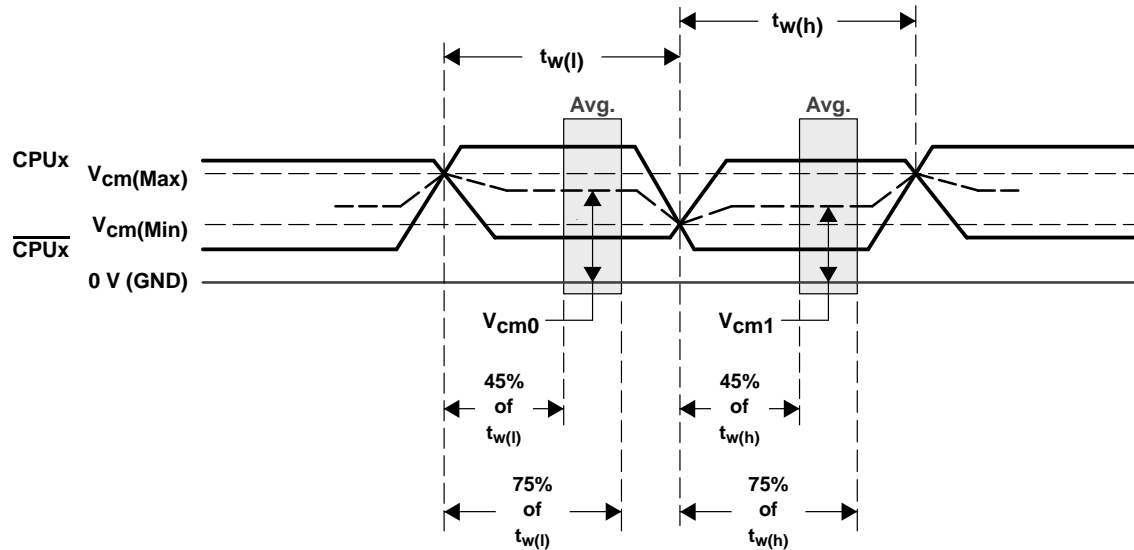 tw(h)
tw(l)
Avg.
Avg.
CPUx
Vcm(Max)
Vcm(Min)
C̅P̅U̅x̅
0 V (GND)
Vcm0
Vcm1
45%
of
tw(l)
45%
of
tw(h)
75%
of
tw(l)
75%
of
tw(h)